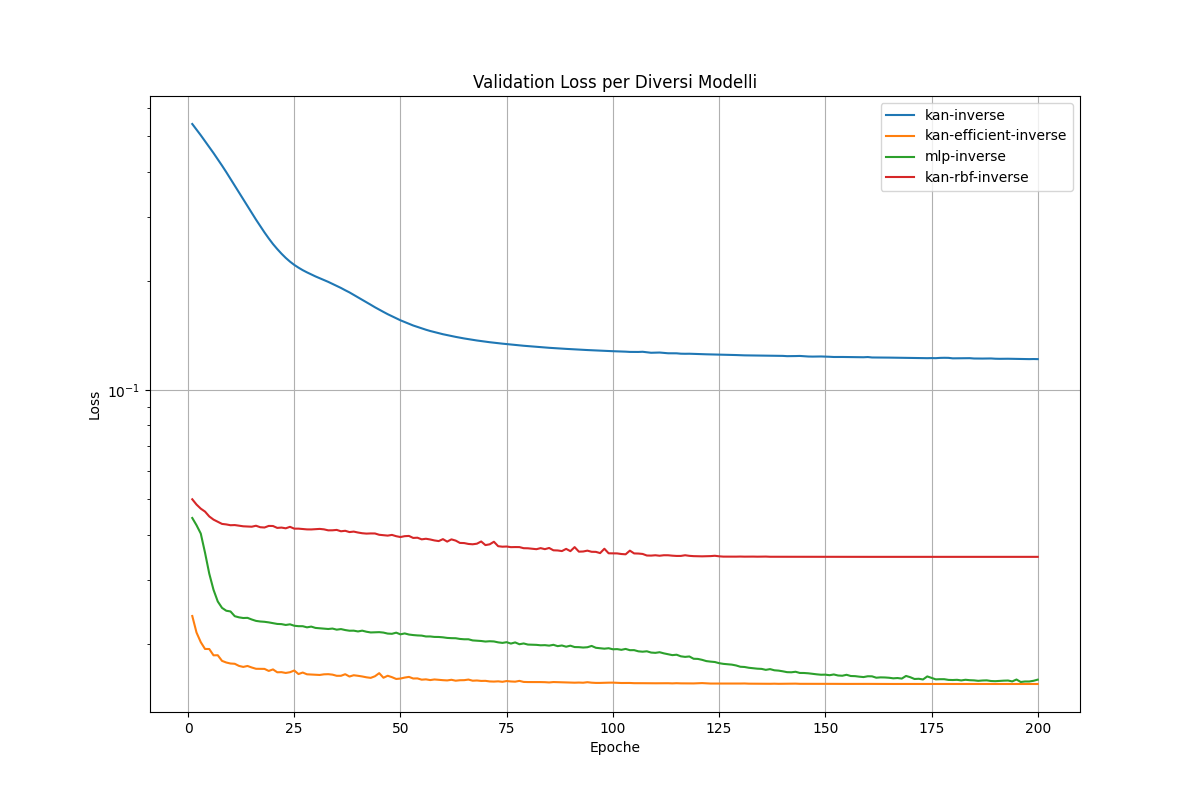 Validation Loss per Diversi Modelli
kan-inverse
kan-efficient-inverse
mlp-inverse
kan-rbf-inverse
Loss
10⁻¹
0 25 50 75 100 125 150 175 200
Epoche